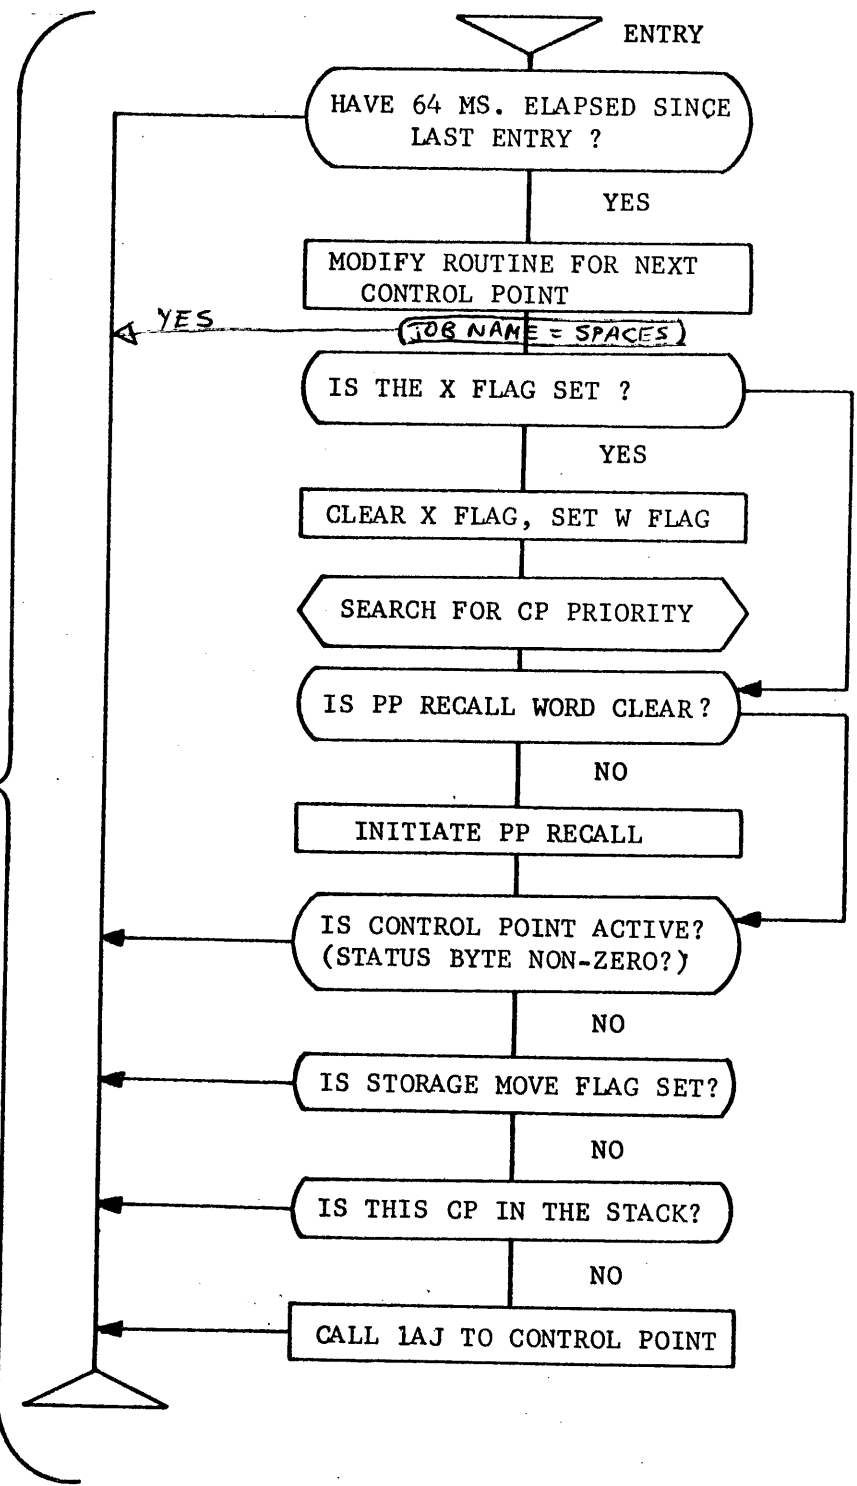 ENTRY
HAVE 64 MS. ELAPSED SINCE
LAST ENTRY ?
YES
MODIFY ROUTINE FOR NEXT
CONTROL POINT
YES
(JOB NAME = SPACES)
IS THE X FLAG SET ?
YES
CLEAR X FLAG, SET W FLAG
SEARCH FOR CP PRIORITY
IS PP RECALL WORD CLEAR?
NO
INITIATE PP RECALL
IS CONTROL POINT ACTIVE?
(STATUS BYTE NON-ZERO?)
NO
IS STORAGE MOVE FLAG SET?
NO
IS THIS CP IN THE STACK?
NO
CALL 1AJ TO CONTROL POINT